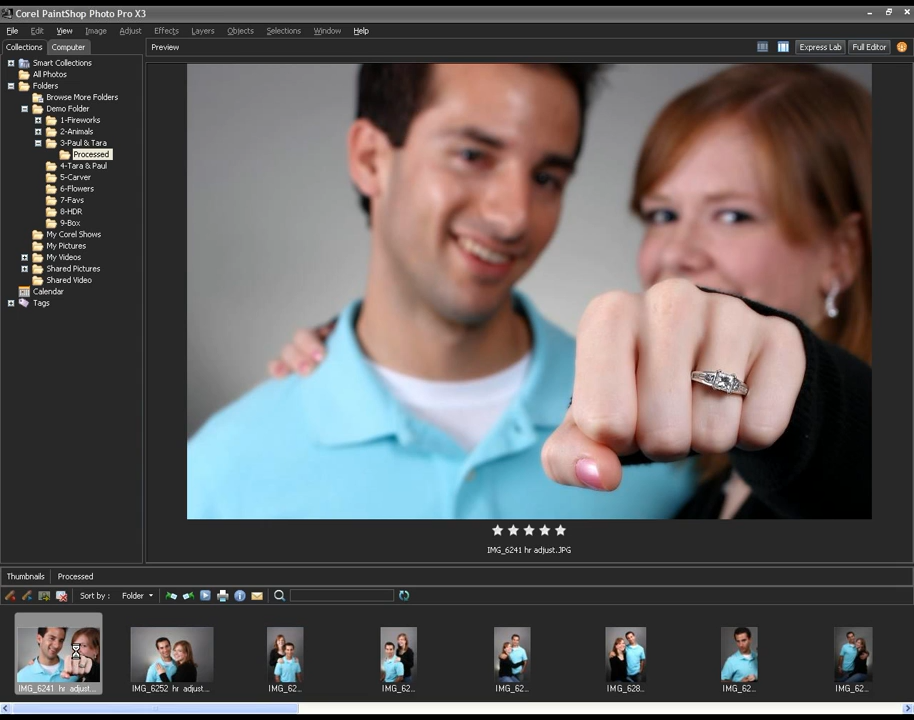 Corel PaintShop Photo Pro X3
File Edit View Image Adjust Effects Layers Objects Selections Window Help
Collections Computer Preview Express Lab Full Editor
Smart Collections
All Photos
Folders
Browse More Folders
Demo Folder
1-Fireworks
2-Animals
3-Paul & Tara
Processed
4-Tara & Paul
5-Carver
6-Flowers
7-Favs
8-HDR
9-Box
My Corel Shows
My Pictures
My Videos
Shared Pictures
Shared Video
Calendar
Tags
IMG_6241 hr adjust.JPG
Thumbnails Processed
Sort by : Folder
IMG_6241 hr adjust... IMG_6252 hr adjust... IMG_62... IMG_62... IMG_62... IMG_628... IMG_62... IMG_62...